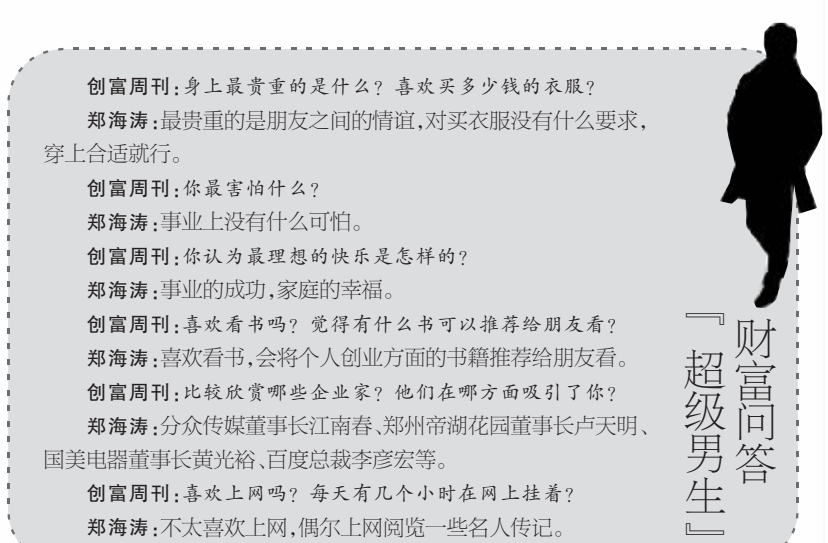 创富周刊:身上最贵重的是什么?喜欢买多少钱的衣服?
郑海涛:最贵重的是朋友之间的情谊,对买衣服没有什么要求,
穿上合适就行。
创富周刊:你最害怕什么?
郑海涛:事业上没有什么可怕。
创富周刊:你认为最理想的快乐是怎样的?
郑海涛:事业的成功,家庭的幸福。
创富周刊:喜欢看书吗?觉得有什么书可以推荐给朋友看?
郑海涛:喜欢看书,会将个人创业方面的书籍推荐给朋友看。
创富周刊:比较欣赏哪些企业家?他们在哪方面吸引了你?
郑海涛:分众传媒董事长江南春、郑州帝湖花园董事长卢天明、
国美电器董事长黄光裕、百度总裁李彦宏等。
创富周刊:喜欢上网吗?每天有几个小时在网上挂着?
郑海涛:不太喜欢上网,偶尔上网阅览一些名人传记。
财富问答
『超级男生』